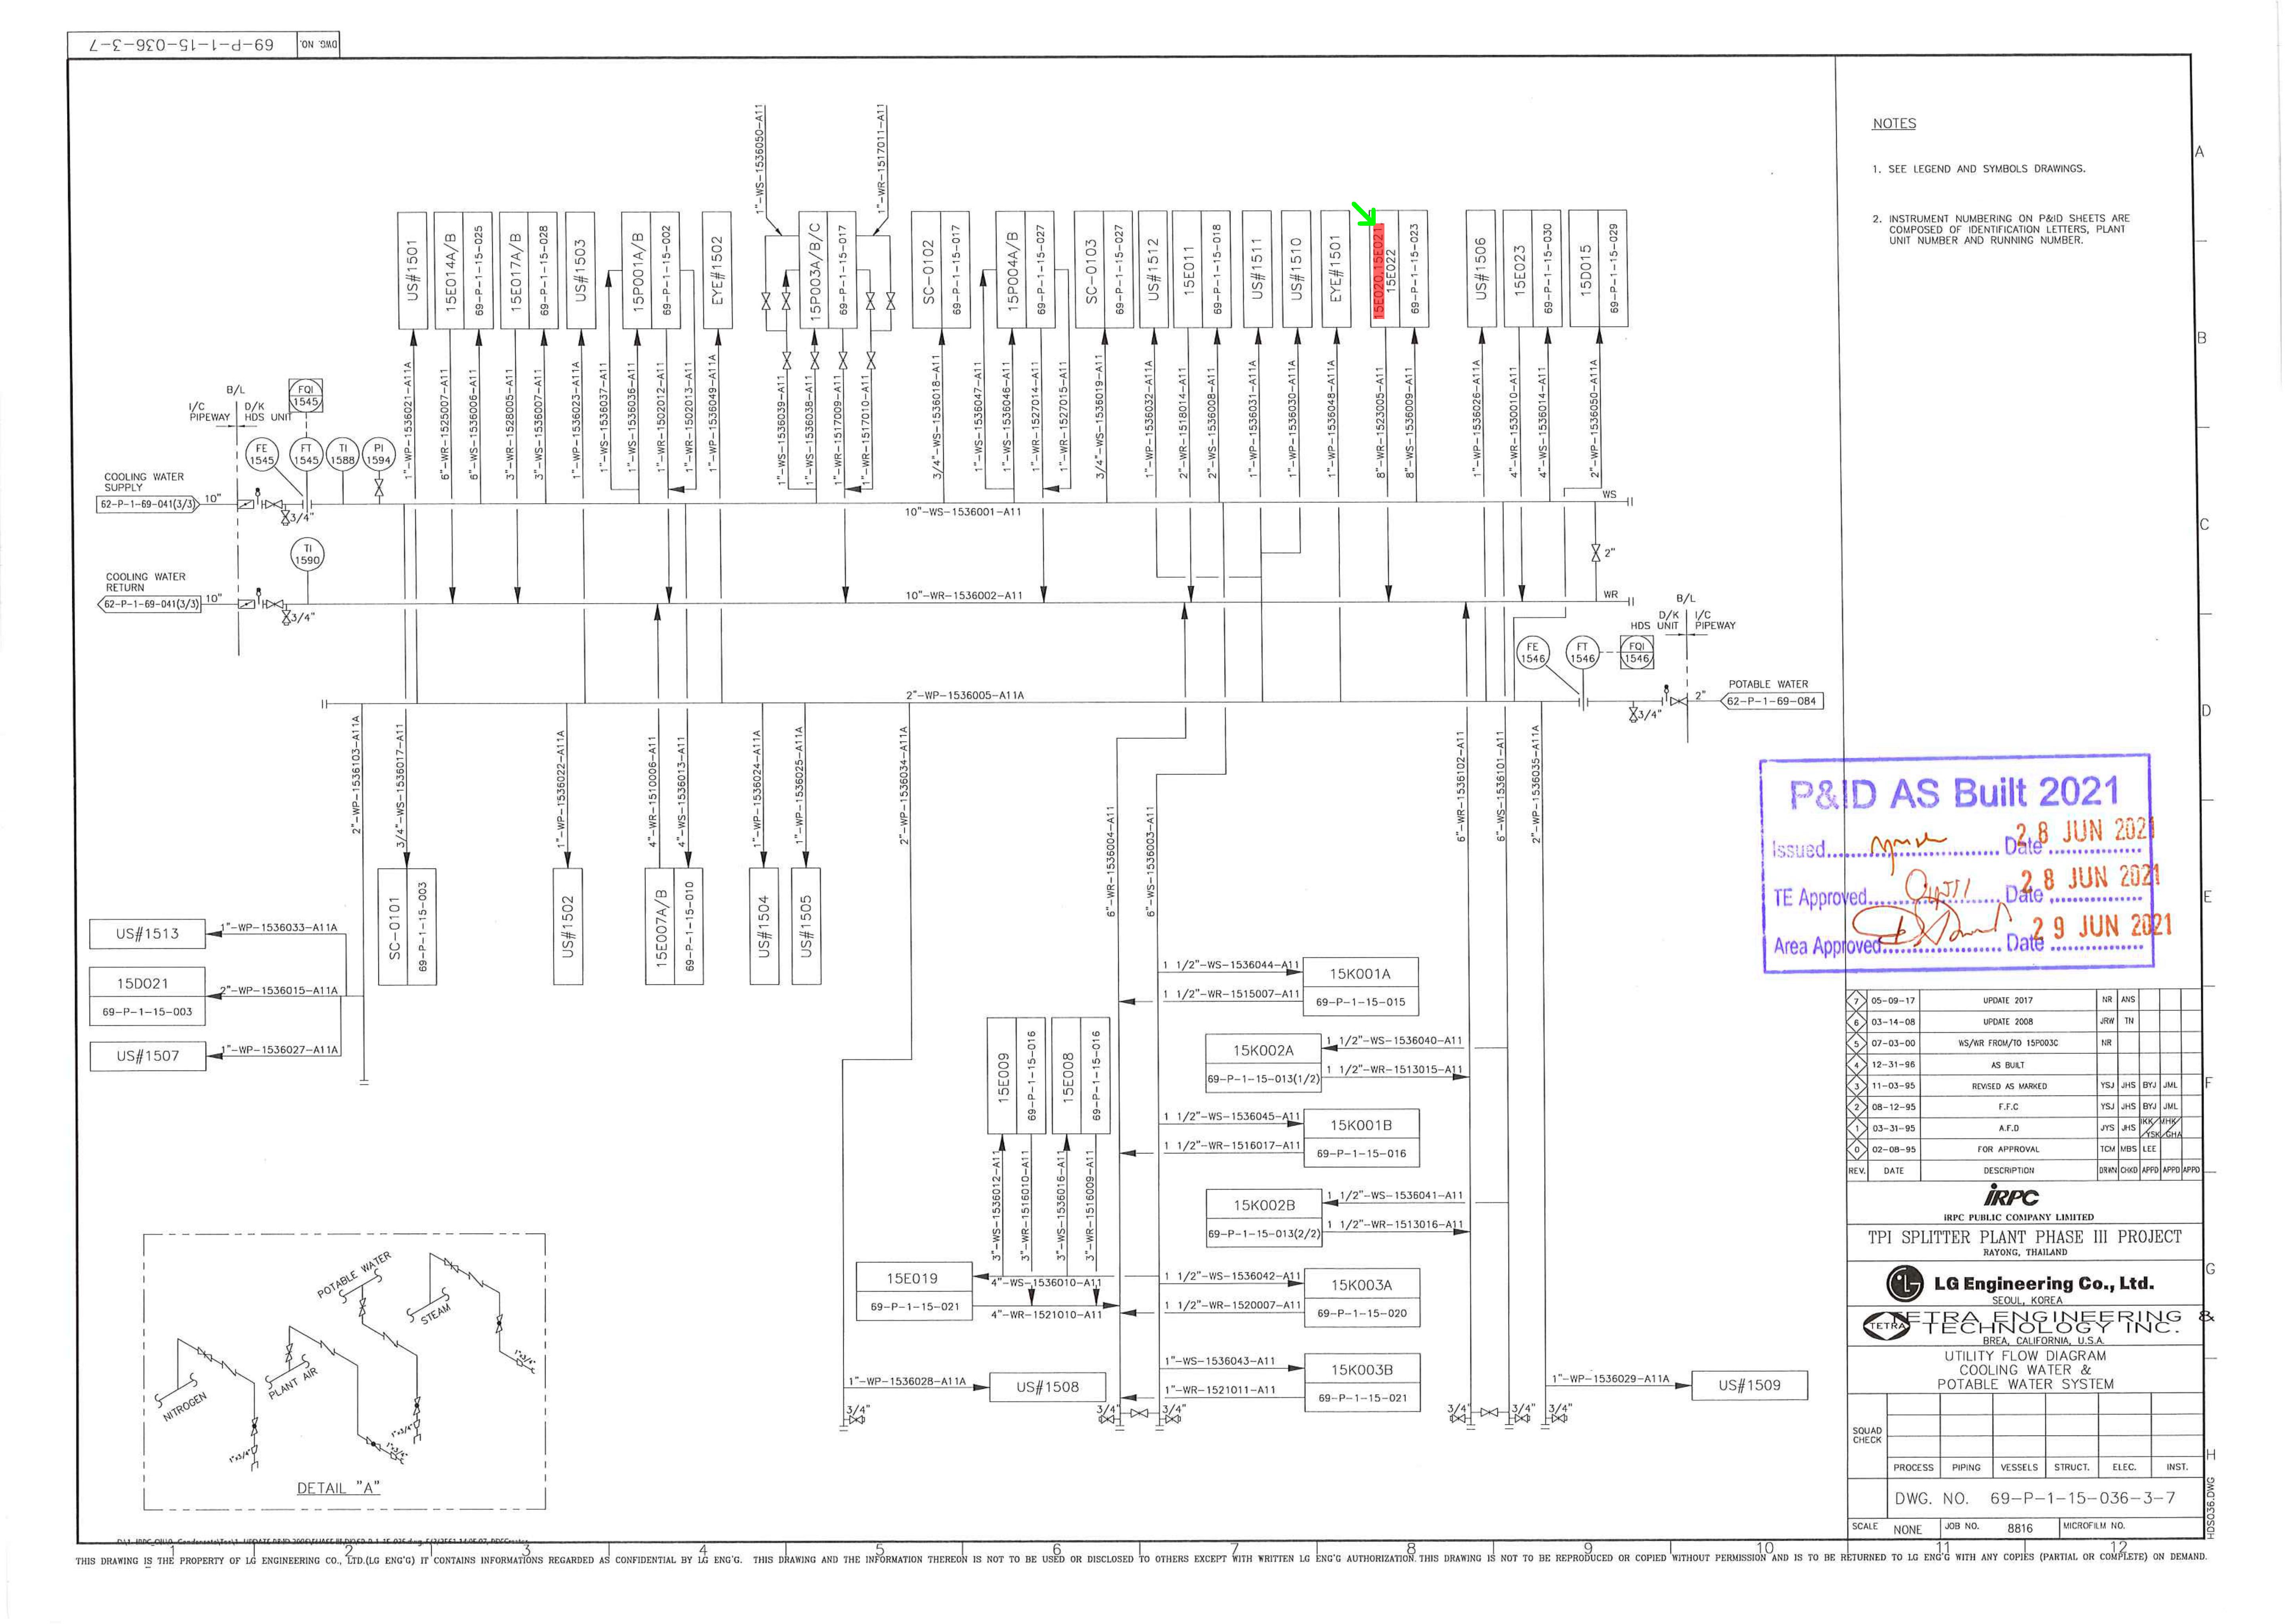 69-P-1-15-036-3-7
DWG. NO.
NOTES
1. SEE LEGEND AND SYMBOLS DRAWINGS.
2. INSTRUMENT NUMBERING ON P&ID SHEETS ARE
COMPOSED OF IDENTIFICATION LETTERS, PLANT
UNIT NUMBER AND RUNNING NUMBER.
1"-WS-1536050-A11
1"-WR-1517011-A11
US#1501
15E014A/B
69-P-1-15-025
15E017A/B
69-P-1-15-028
US#1503
15P001A/B
69-P-1-15-002
EYE#1502
15P003A/B/C
69-P-1-15-017
SC-0102
69-P-1-15-017
15P004A/B
69-P-1-15-027
SC-0103
69-P-1-15-027
US#1512
15E011
69-P-1-15-018
US#1511
US#1510
EYE#1501
15E020,15E021,
15E022
69-P-1-15-023
US#1506
15E023
69-P-1-15-030
15D015
69-P-1-15-029
1"-WP-1536021-A11A
6"-WR-1525007-A11
6"-WS-1536006-A11
3"-WR-1528005-A11
3"-WS-1536007-A11
1"-WP-1536023-A11A
1"-WS-1536037-A11
1"-WS-1536036-A11
1"-WR-1502012-A11
1"-WR-1502013-A11
1"-WP-1536049-A11A
1"-WS-1536039-A11
1"-WS-1536038-A11
1"-WR-1517009-A11
1"-WR-1517010-A11
3/4"-WS-1536018-A11
1"-WS-1536047-A11
1"-WS-1536046-A11
1"-WR-1527014-A11
1"-WR-1527015-A11
3/4"-WS-1536019-A11
1"-WP-1536032-A11A
2"-WR-1518014-A11
2"-WS-1536008-A11
1"-WP-1536031-A11A
1"-WP-1536030-A11A
1"-WP-1536048-A11A
8"-WR-1523005-A11
8"-WS-1536009-A11
1"-WP-1536026-A11A
4"-WR-1530010-A11
4"-WS-1536014-A11
2"-WP-1536050-A11A
B/L
I/C
PIPEWAY
D/K
HDS UNIT
FQI
1545
FE
1545
FT
1545
TI
1588
PI
1594
COOLING WATER
SUPPLY
62-P-1-69-041(3/3)
10"
3/4"
10"-WS-1536001-A11
WS
TI
1590
2"
COOLING WATER
RETURN
62-P-1-69-041(3/3)
10"
3/4"
10"-WR-1536002-A11
WR
B/L
D/K
HDS UNIT
I/C
PIPEWAY
FE
1546
FT
1546
FQI
1546
POTABLE WATER
62-P-1-69-084
2"
3/4"
2"-WP-1536005-A11A
2"-WP-1536103-A11A
3/4"-WS-1536017-A11
1"-WP-1536022-A11A
4"-WR-1510006-A11
4"-WS-1536013-A11
1"-WP-1536024-A11A
1"-WP-1536025-A11A
2"-WP-1536034-A11A
6"-WR-1536004-A11
6"-WS-1536003-A11
6"-WR-1536102-A11
6"-WS-1536101-A11
2"-WP-1536035-A11A
SC-0101
69-P-1-15-003
US#1502
15E007A/B
69-P-1-15-010
US#1504
US#1505
US#1513
1"-WP-1536033-A11A
15D021
69-P-1-15-003
2"-WP-1536015-A11A
US#1507
1"-WP-1536027-A11A
1 1/2"-WS-1536044-A11
15K001A
1 1/2"-WR-1515007-A11
69-P-1-15-015
15K002A
1 1/2"-WS-1536040-A11
69-P-1-15-013(1/2)
1 1/2"-WR-1513015-A11
1 1/2"-WS-1536045-A11
15K001B
1 1/2"-WR-1516017-A11
69-P-1-15-016
15K002B
1 1/2"-WS-1536041-A11
69-P-1-15-013(2/2)
1 1/2"-WR-1513016-A11
15E009
69-P-1-15-016
15E008
69-P-1-15-016
3"-WS-1536012-A11
3"-WR-1516010-A11
3"-WS-1536016-A11
3"-WR-1516009-A11
15E019
69-P-1-15-021
4"-WS-1536010-A11
4"-WR-1521010-A11
1 1/2"-WS-1536042-A11
15K003A
1 1/2"-WR-1520007-A11
69-P-1-15-020
1"-WS-1536043-A11
15K003B
1"-WR-1521011-A11
69-P-1-15-021
1"-WP-1536028-A11A
US#1508
1"-WP-1536029-A11A
US#1509
3/4"
3/4"
3/4"
3/4"
3/4"
3/4"
NITROGEN
PLANT AIR
POTABLE WATER
STEAM
1"x3/4"
1"x3/4"
1"x3/4"
1"x3/4"
DETAIL "A"
P&ID AS Built 2021
Issued Date 28 JUN 2021
TE Approved Date 28 JUN 2021
Area Approved Date 29 JUN 2021
7 05-09-17 UPDATE 2017 NR ANS
6 03-14-08 UPDATE 2008 JRW TN
5 07-03-00 WS/WR FROM/TO 15P003C NR
4 12-31-96 AS BUILT
3 11-03-95 REVISED AS MARKED YSJ JHS BYJ JML
2 08-12-95 F.F.C YSJ JHS BYJ JML
1 03-31-95 A.F.D JYS JHS
0 02-08-95 FOR APPROVAL TCM MBS LEE
REV. DATE DESCRIPTION DRWN CHKD APPD APPD APPD
IRPC
IRPC PUBLIC COMPANY LIMITED
TPI SPLITTER PLANT PHASE III PROJECT
RAYONG, THAILAND
LG Engineering Co., Ltd.
SEOUL, KOREA
TETRA
TETRA ENGINEERING &
TECHNOLOGY INC.
BREA, CALIFORNIA, U.S.A.
UTILITY FLOW DIAGRAM
COOLING WATER &
POTABLE WATER SYSTEM
SQUAD
CHECK
PROCESS PIPING VESSELS STRUCT. ELEC. INST.
DWG. NO. 69-P-1-15-036-3-7
SCALE NONE JOB NO. 8816 MICROFILM NO.
HDS036.DWG
A
B
C
D
E
F
G
H
1 2 3 4 5 6 7 8 9 10 11 12
THIS DRAWING IS THE PROPERTY OF LG ENGINEERING CO., LTD.(LG ENG'G) IT CONTAINS INFORMATIONS REGARDED AS CONFIDENTIAL BY LG ENG'G. THIS DRAWING AND THE INFORMATION THEREON IS NOT TO BE USED OR DISCLOSED TO OTHERS EXCEPT WITH WRITTEN LG ENG'G AUTHORIZATION. THIS DRAWING IS NOT TO BE REPRODUCED OR COPIED WITHOUT PERMISSION AND IS TO BE RETURNED TO LG ENG'G WITH ANY COPIES (PARTIAL OR COMPLETE) ON DEMAND.